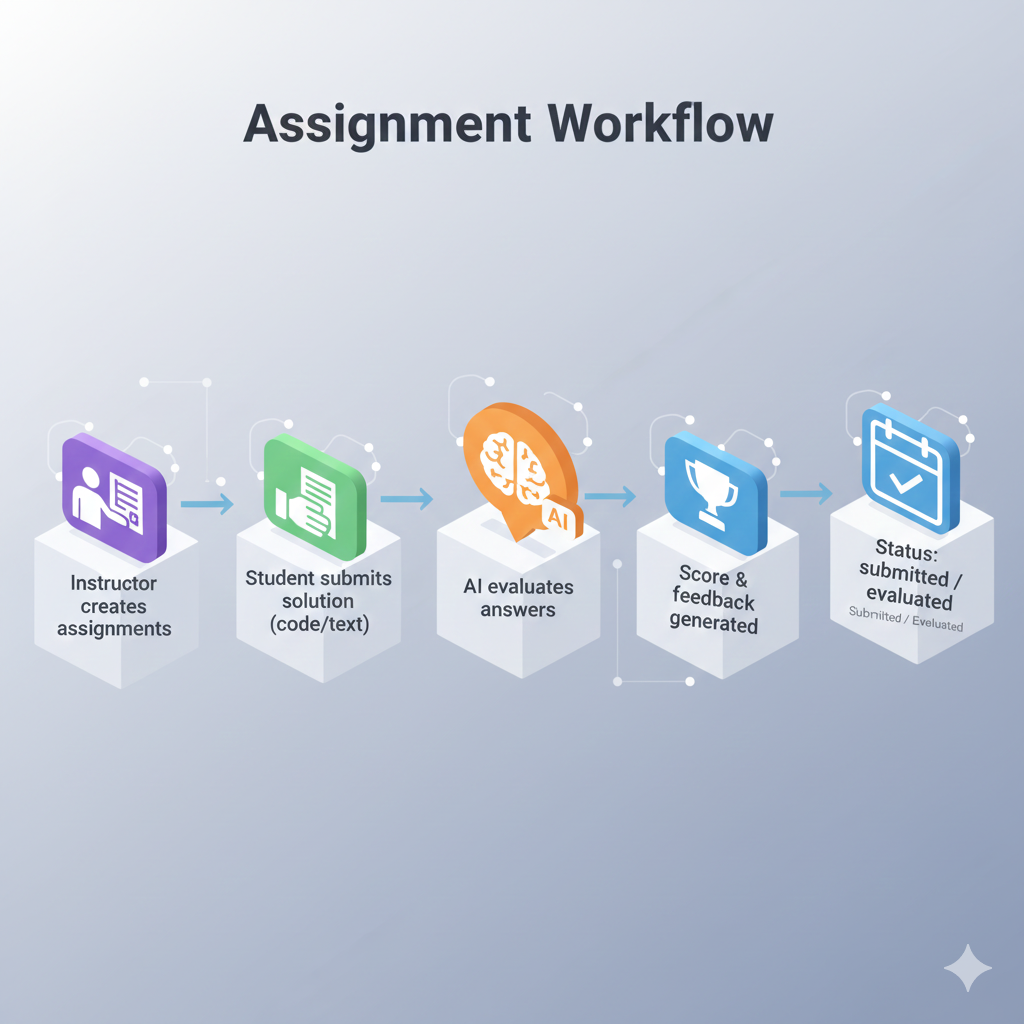 Assignment Workflow
Instructor
creates
assignments
Student submits
solution
(code/text)
AI
AI evaluates
answers
Score &
feedback
generated
Status:
submitted /
evaluated
Submitted / Evaluated